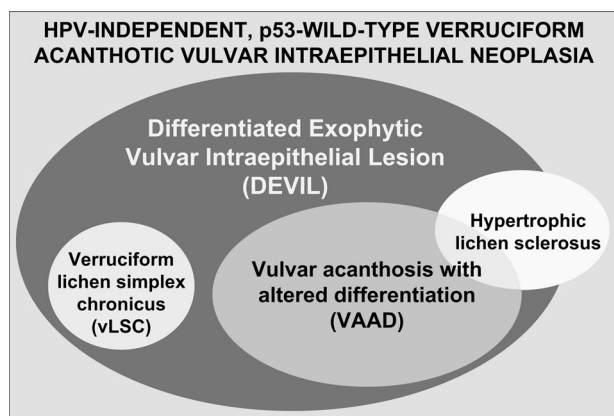 HPV-INDEPENDENT, p53-WILD-TYPE VERRUCIFORM
ACANTHOTIC VULVAR INTRAEPITHELIAL NEOPLASIA
Differentiated Exophytic
Vulvar Intraepithelial Lesion
(DEVIL)
Hypertrophic
lichen sclerosus
Verruciform
lichen simplex
chronicus
(vLSC)
Vulvar acanthosis with
altered differentiation
(VAAD)